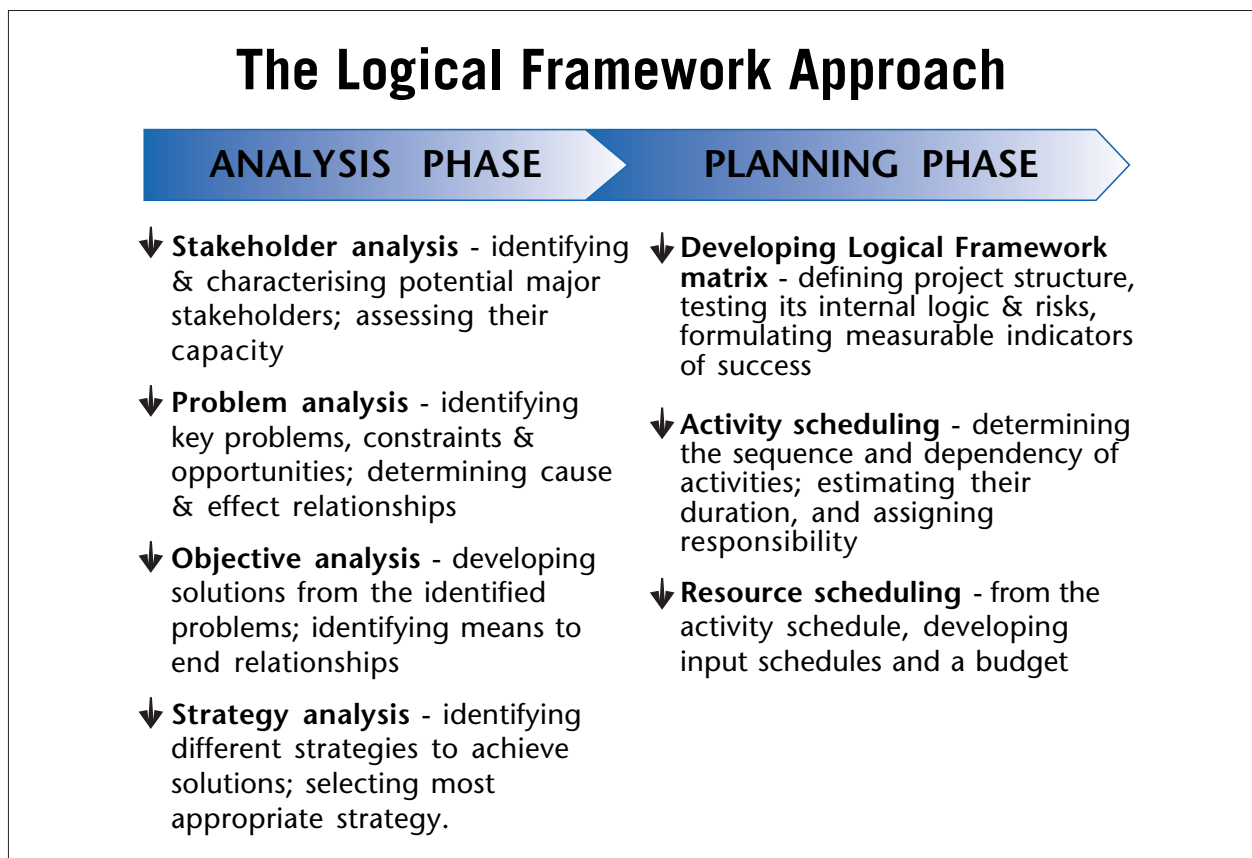 The Logical Framework Approach
ANALYSIS PHASE
PLANNING PHASE
Stakeholder analysis - identifying
& characterising potential major
stakeholders; assessing their
capacity
Problem analysis - identifying
key problems, constraints &
opportunities; determining cause
& effect relationships
Objective analysis - developing
solutions from the identified
problems; identifying means to
end relationships
Strategy analysis - identifying
different strategies to achieve
solutions; selecting most
appropriate strategy.
Developing Logical Framework
matrix - defining project structure,
testing its internal logic & risks,
formulating measurable indicators
of success
Activity scheduling - determining
the sequence and dependency of
activities; estimating their
duration, and assigning
responsibility
Resource scheduling - from the
activity schedule, developing
input schedules and a budget